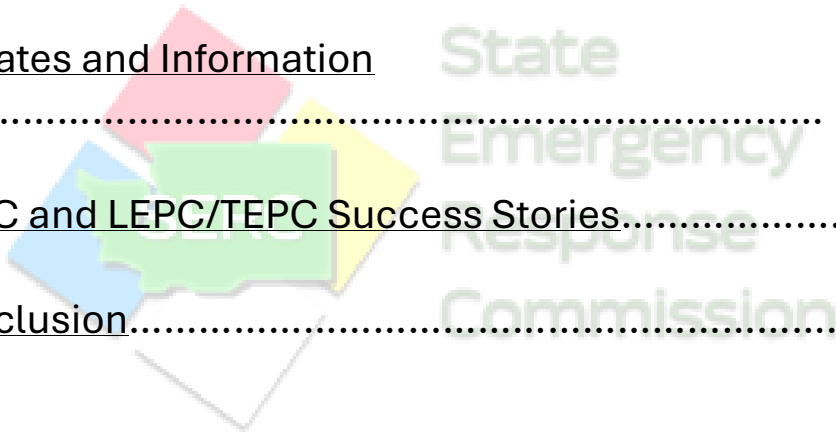 ates and Information
State
................................................................................
Emergency
C and LEPC/TEPC Success Stories..................
SERC
Response
clusion................................................................................
Commission